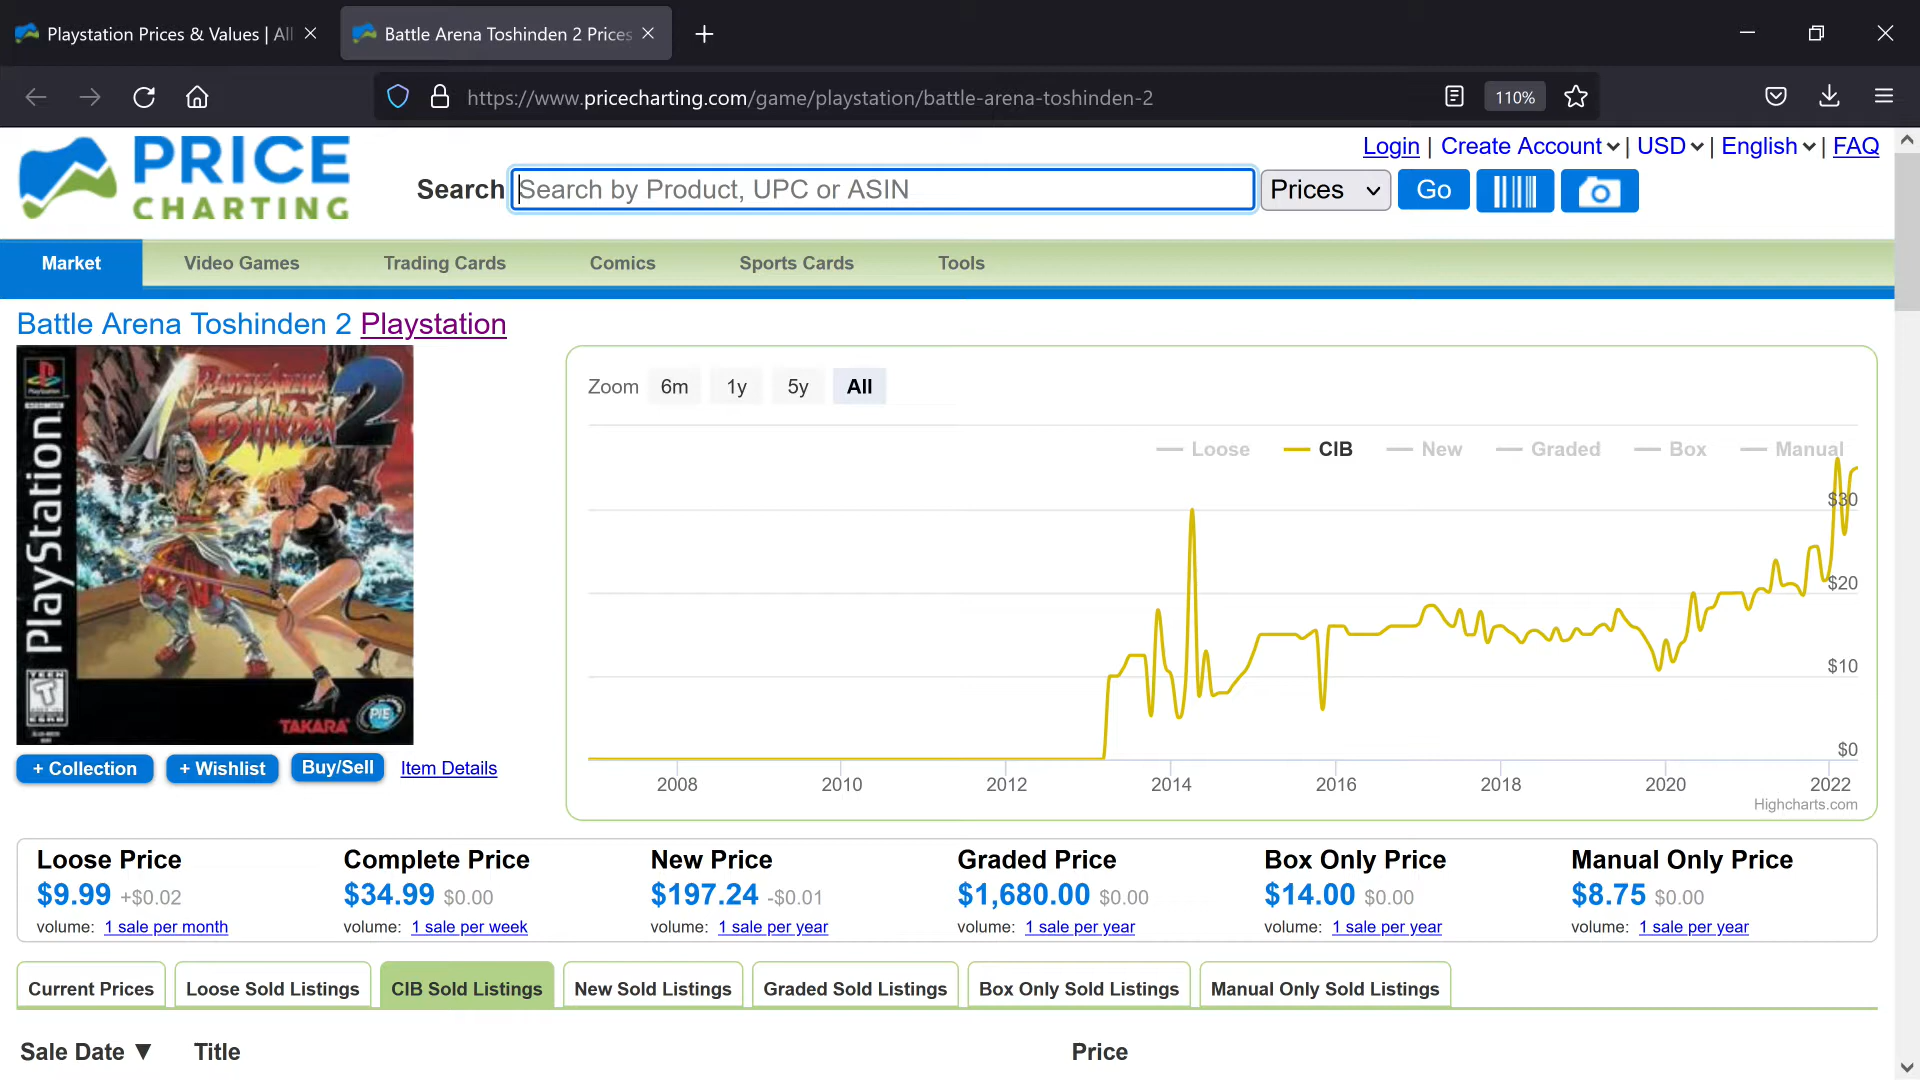 Playstation Prices & Values | All
Battle Arena Toshinden 2 Prices
https://www.pricecharting.com/game/playstation/battle-arena-toshinden-2
110%
PRICE
CHARTING
Login | Create Account | USD | English | FAQ
Search
Search by Product, UPC or ASIN
Prices
Go
Market
Video Games
Trading Cards
Comics
Sports Cards
Tools
Battle Arena Toshinden 2 Playstation
PlayStation
BATTLE ARENA
TOSHINDEN 2
PlayStation
TEEN
T
ESRB
TAKARA
PIE
Zoom 6m 1y 5y All
Loose CIB New Graded Box Manual
$30
$20
$10
$0
2008 2010 2012 2014 2016 2018 2020 2022
Highcharts.com
+ Collection
+ Wishlist
Buy/Sell
Item Details
Loose Price
$9.99 +$0.02
volume: 1 sale per month
Complete Price
$34.99 $0.00
volume: 1 sale per week
New Price
$197.24 -$0.01
volume: 1 sale per year
Graded Price
$1,680.00 $0.00
volume: 1 sale per year
Box Only Price
$14.00 $0.00
volume: 1 sale per year
Manual Only Price
$8.75 $0.00
volume: 1 sale per year
Current Prices
Loose Sold Listings
CIB Sold Listings
New Sold Listings
Graded Sold Listings
Box Only Sold Listings
Manual Only Sold Listings
Sale Date ▼ Title Price